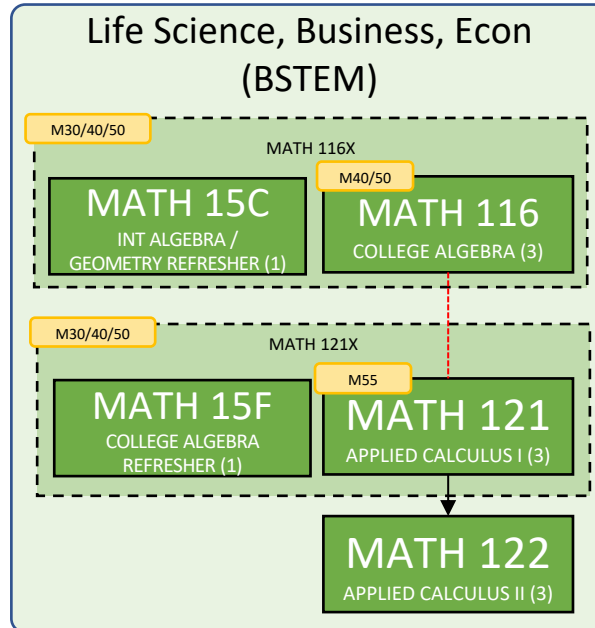 Life Science, Business, Econ
(BSTEM)
M30/40/50
MATH 116X
MATH 15C
INT ALGEBRA /
GEOMETRY REFRESHER (1)
M40/50
MATH 116
COLLEGE ALGEBRA (3)
M30/40/50
MATH 121X
MATH 15F
COLLEGE ALGEBRA
REFRESHER (1)
M55
MATH 121
APPLIED CALCULUS I (3)
MATH 122
APPLIED CALCULUS II (3)